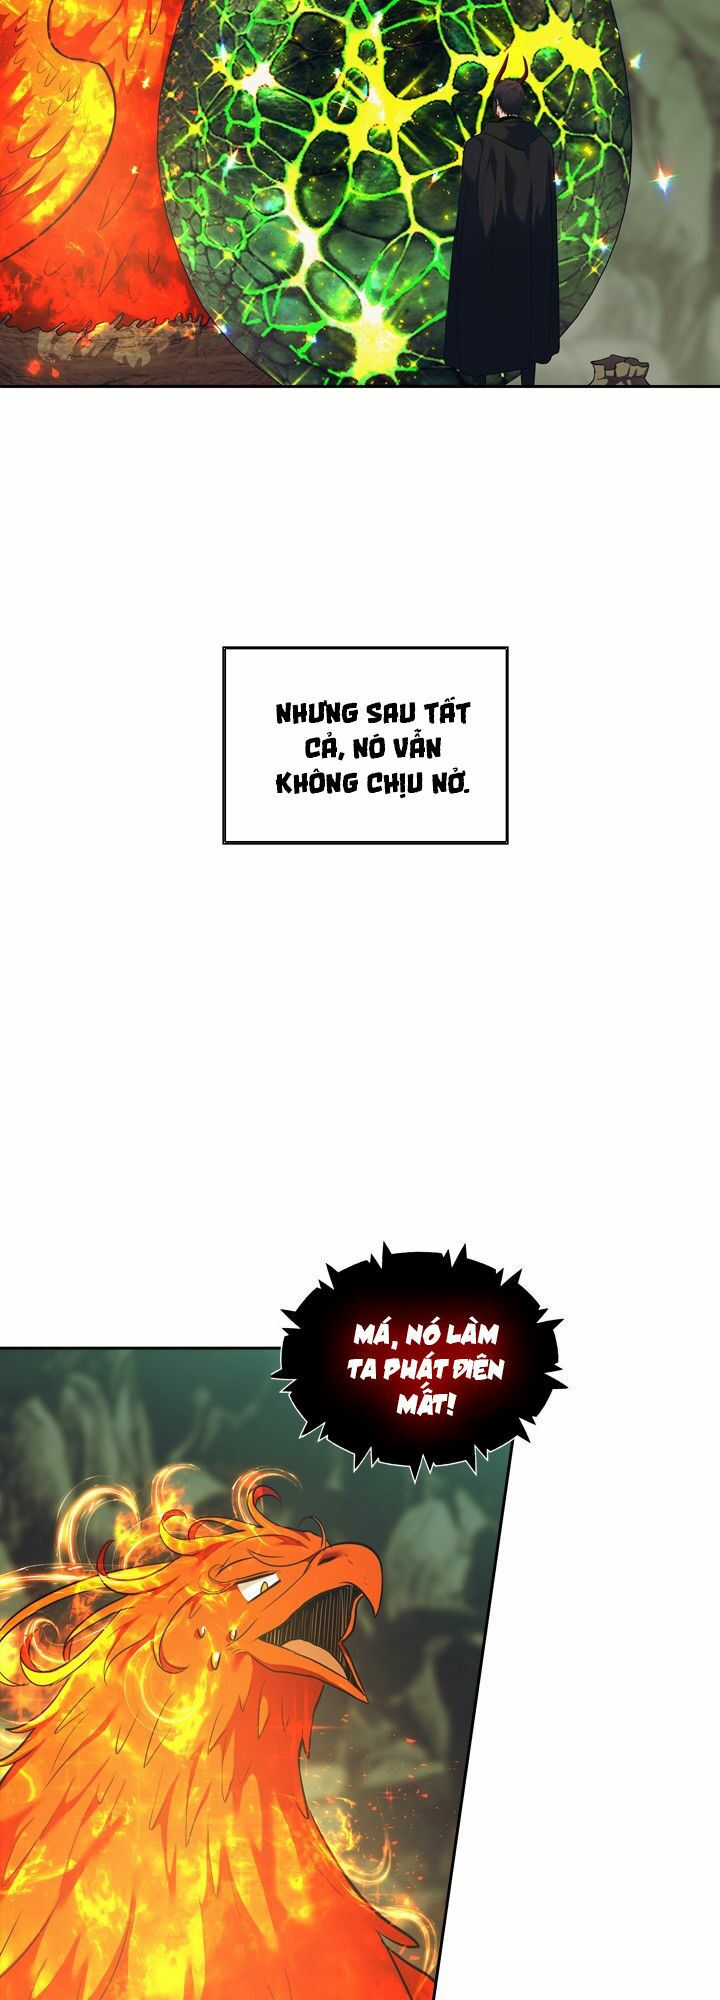 NHƯNG SAU TẤT
CẢ, NÓ VẪN
KHÔNG CHỊU NỞ.
MÁ, NÓ LÀM
TA PHÁT ĐIÊN
MẤT!